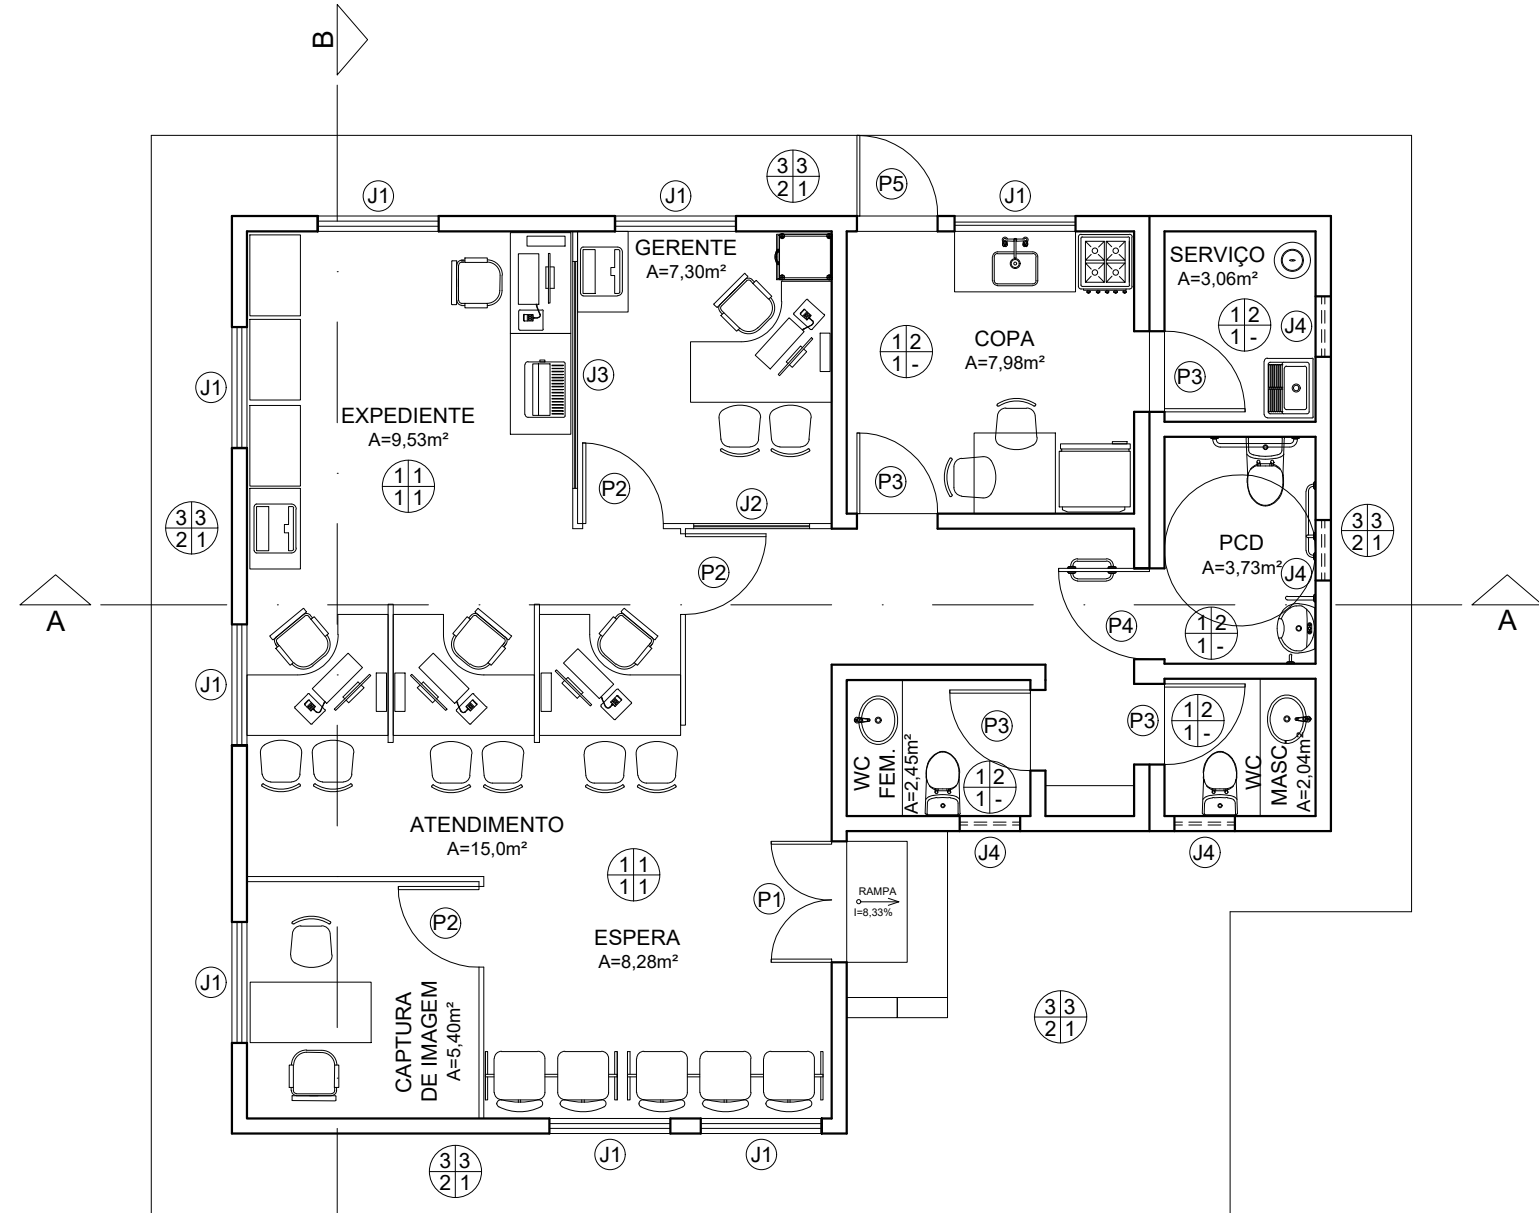 B
J1
J1
3 3
2 1
P5
J1
GERENTE
A=7,30m²
SERVIÇO
A=3,06m²
1 2
1 -
J4
COPA
A=7,98m²
1 2
1 -
J3
J1
P3
EXPEDIENTE
A=9,53m²
1 1
1 1
P2
P3
J2
3 3
2 1
3 3
2 1
PCD
A=3,73m²
J4
P2
A
A
P4
1 2
1 -
J1
P3
P3
1 2
1 -
WC
FEM.
A=2,45m²
1 2
1 -
WC
MASC.
A=2,04m²
ATENDIMENTO
A=15,0m²
J4
J4
1 1
1 1
P1
RAMPA
I=8,33%
P2
ESPERA
A=8,28m²
J1
CAPTURA
DE IMAGEM
A=5,40m²
3 3
2 1
J1
J1
3 3
2 1